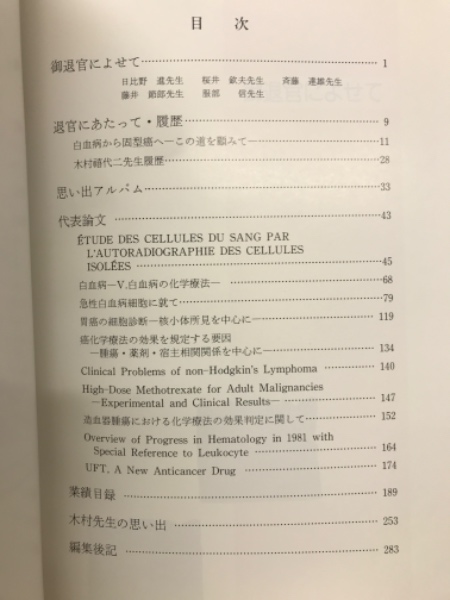 目次
御退官によせて 1
日比野 進先生 桜井 欽夫先生 斉藤 達雄先生
藤井 節郎先生 服部 信先生
退官にあたって・履歴 9
白血病から固型癌へ―この道を顧みて― 11
木村禧代二先生履歴 28
思い出アルバム 33
代表論文 43
ÉTUDE DES CELLULES DU SANG PAR
L'AUTORADIOGRAPHIE DES CELLULES
ISOLÉES 45
白血病―V.白血病の化学療法― 68
急性白血病細胞に就て 79
胃癌の細胞診断―核小体所見を中心に― 119
癌化学療法の効果を規定する要因
―腫瘍・薬剤・宿主相関関係を中心に― 134
Clinical Problems of non-Hodgkin's Lymphoma 140
High-Dose Methotrexate for Adult Malignancies
―Experimental and Clinical Results― 147
造血器腫瘍における化学療法の効果判定に関して 152
Overview of Progress in Hematology in 1981 with
Special Reference to Leukocyte 164
UFT, A New Anticancer Drug 174
業績目録 189
木村先生の思い出 253
編集後記 283